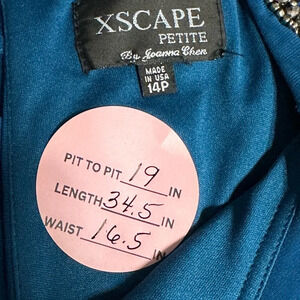 XSCAPE
PETITE
By Joanna Chen
MADE
IN USA
14P
PIT TO PIT 19 IN
LENGTH 34.5 IN
WAIST 16.5 IN